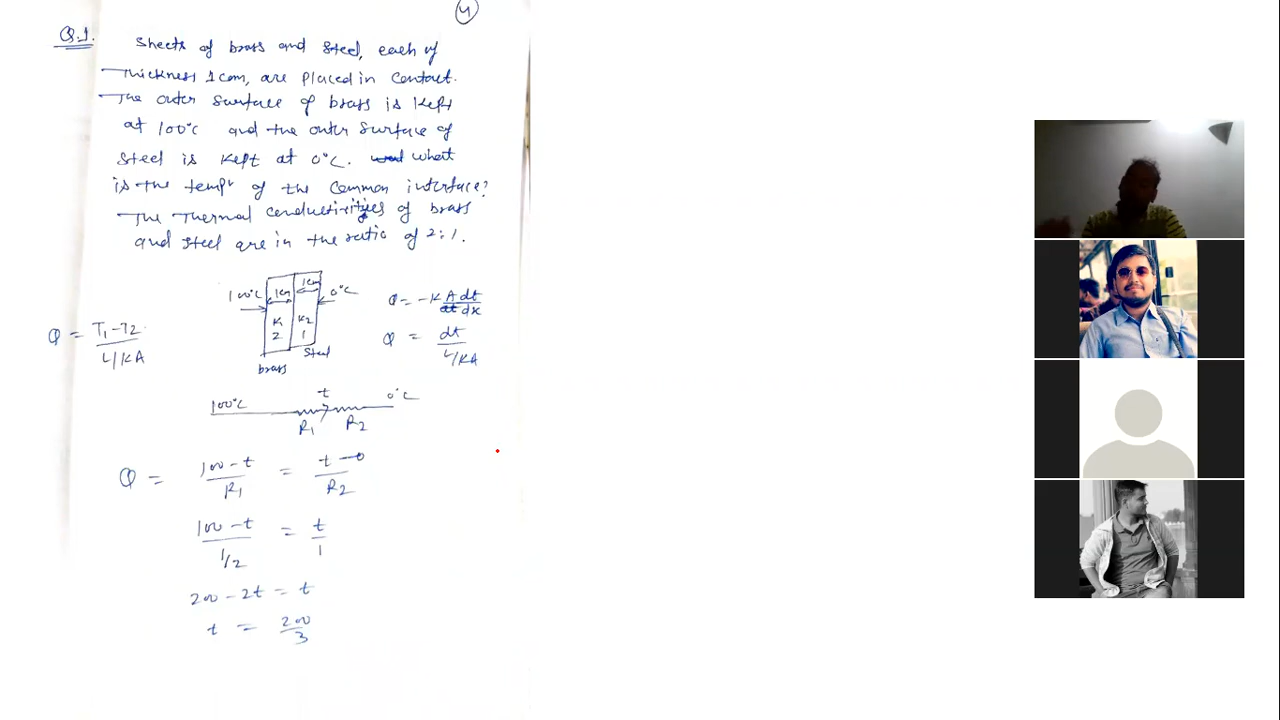 4
Q.1. Sheets of brass and steel, each of
Thickness 1cm, are placed in contact.
The outer surface of brass is kept
at 100°C and the outer surface of
steel is kept at 0°C. what
is the tempr of the common interface?
The Thermal conductivities of brass
and steel are in the ratio of 2:1.
100°C 1cm 1cm 0°C
K 2 K2 1
brass Steel
Q = -K A dt / dx
Q = T1-T2 / L/KA
Q = dt / L/KA
100°C t 0°C
R1 R2
Q = 100-t / R1 = t-0 / R2
100-t / 1/2 = t / 1
200-2t = t
t = 200 / 3